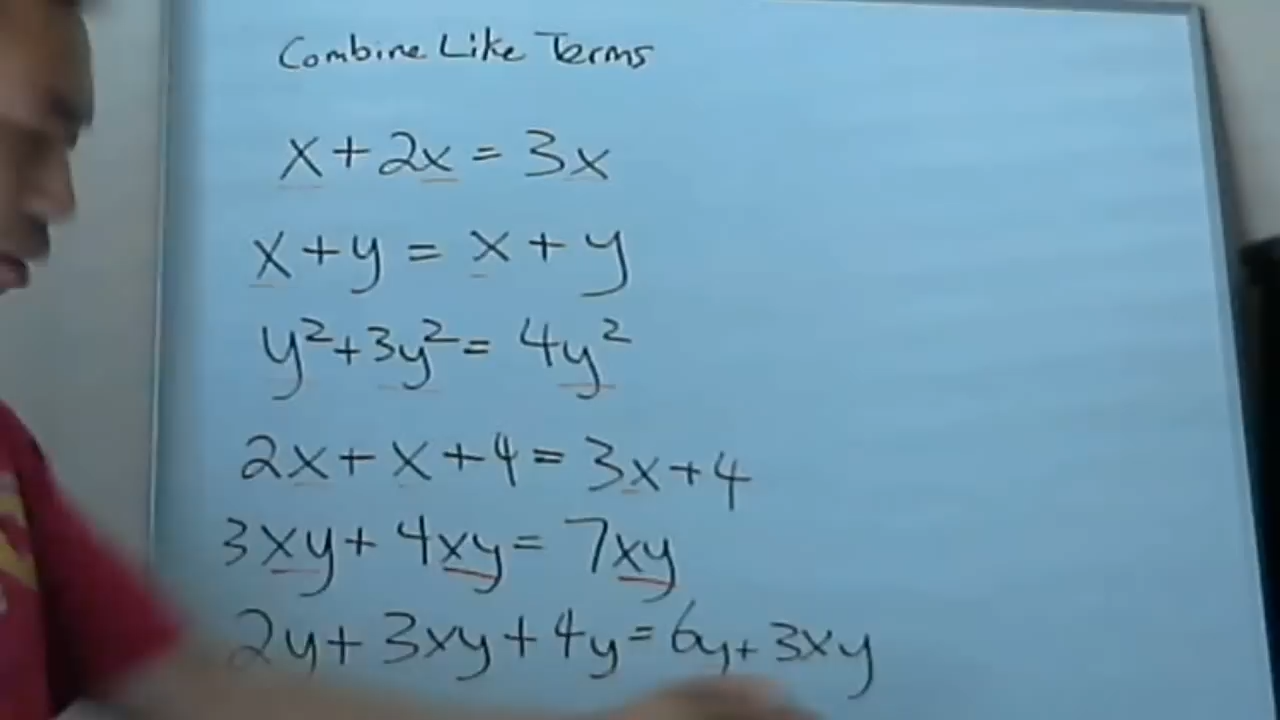 Combine Like Terms
x+2x=3x
x+y=x+y
y²+3y²=4y²
2x+x+4=3x+4
3xy+4xy=7xy
2y+3xy+4y=6y+3xy